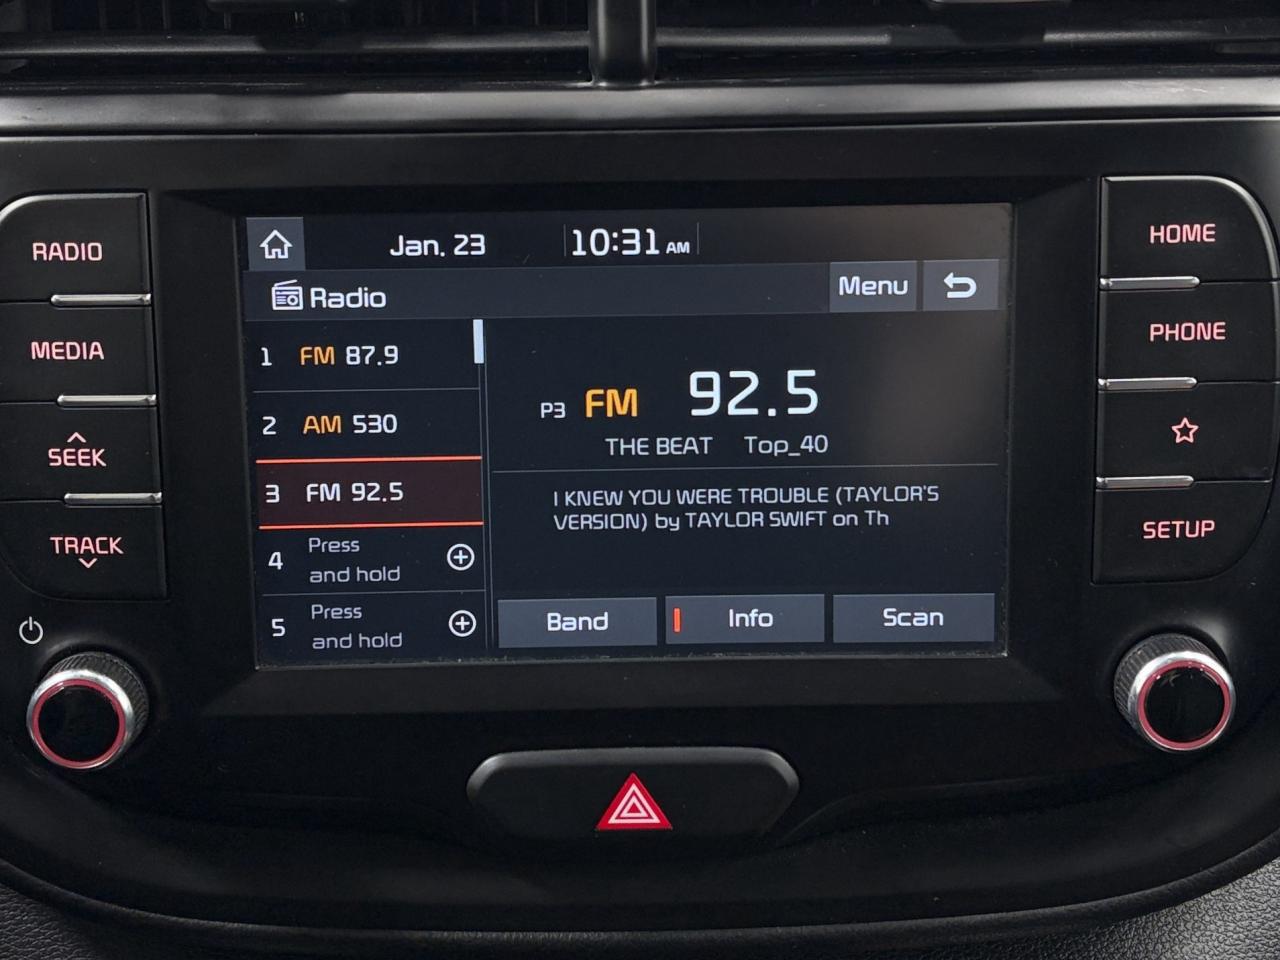 Jan. 23
10:31 AM
Radio
Menu
1 FM 87.9
2 AM 530
3 FM 92.5
4 Press
and hold
5 Press
and hold
P3 FM 92.5
THE BEAT Top_40
I KNEW YOU WERE TROUBLE (TAYLOR'S
VERSION) by TAYLOR SWIFT on Th
Band
Info
Scan
RADIO
MEDIA
SEEK
TRACK
HOME
PHONE
SETUP